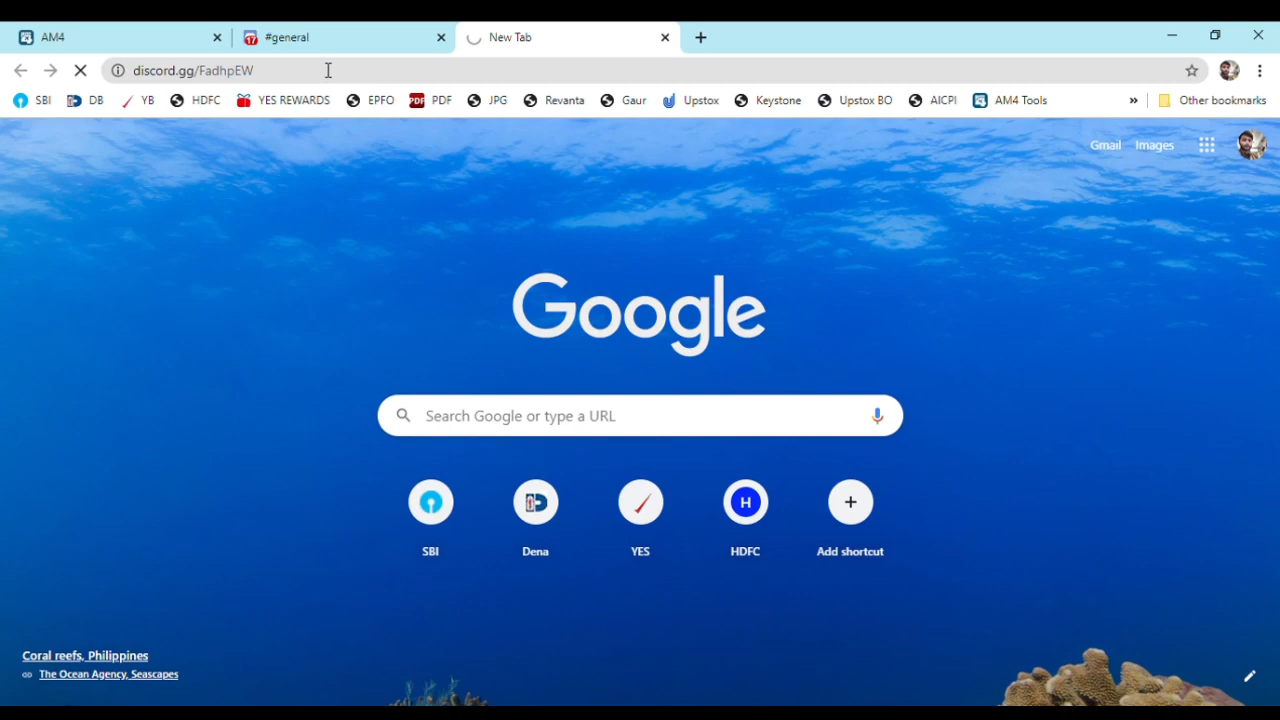 AM4 #general New Tab
discord.gg/FadhpEW
SBI DB YB HDFC YES REWARDS EPFO PDF PDF JPG Revanta Gaur Upstox Keystone Upstox BO AICPI AM4 Tools » Other bookmarks
Gmail Images
Google
Search Google or type a URL
H
SBI Dena YES HDFC Add shortcut
Coral reefs, Philippines
The Ocean Agency, Seascapes